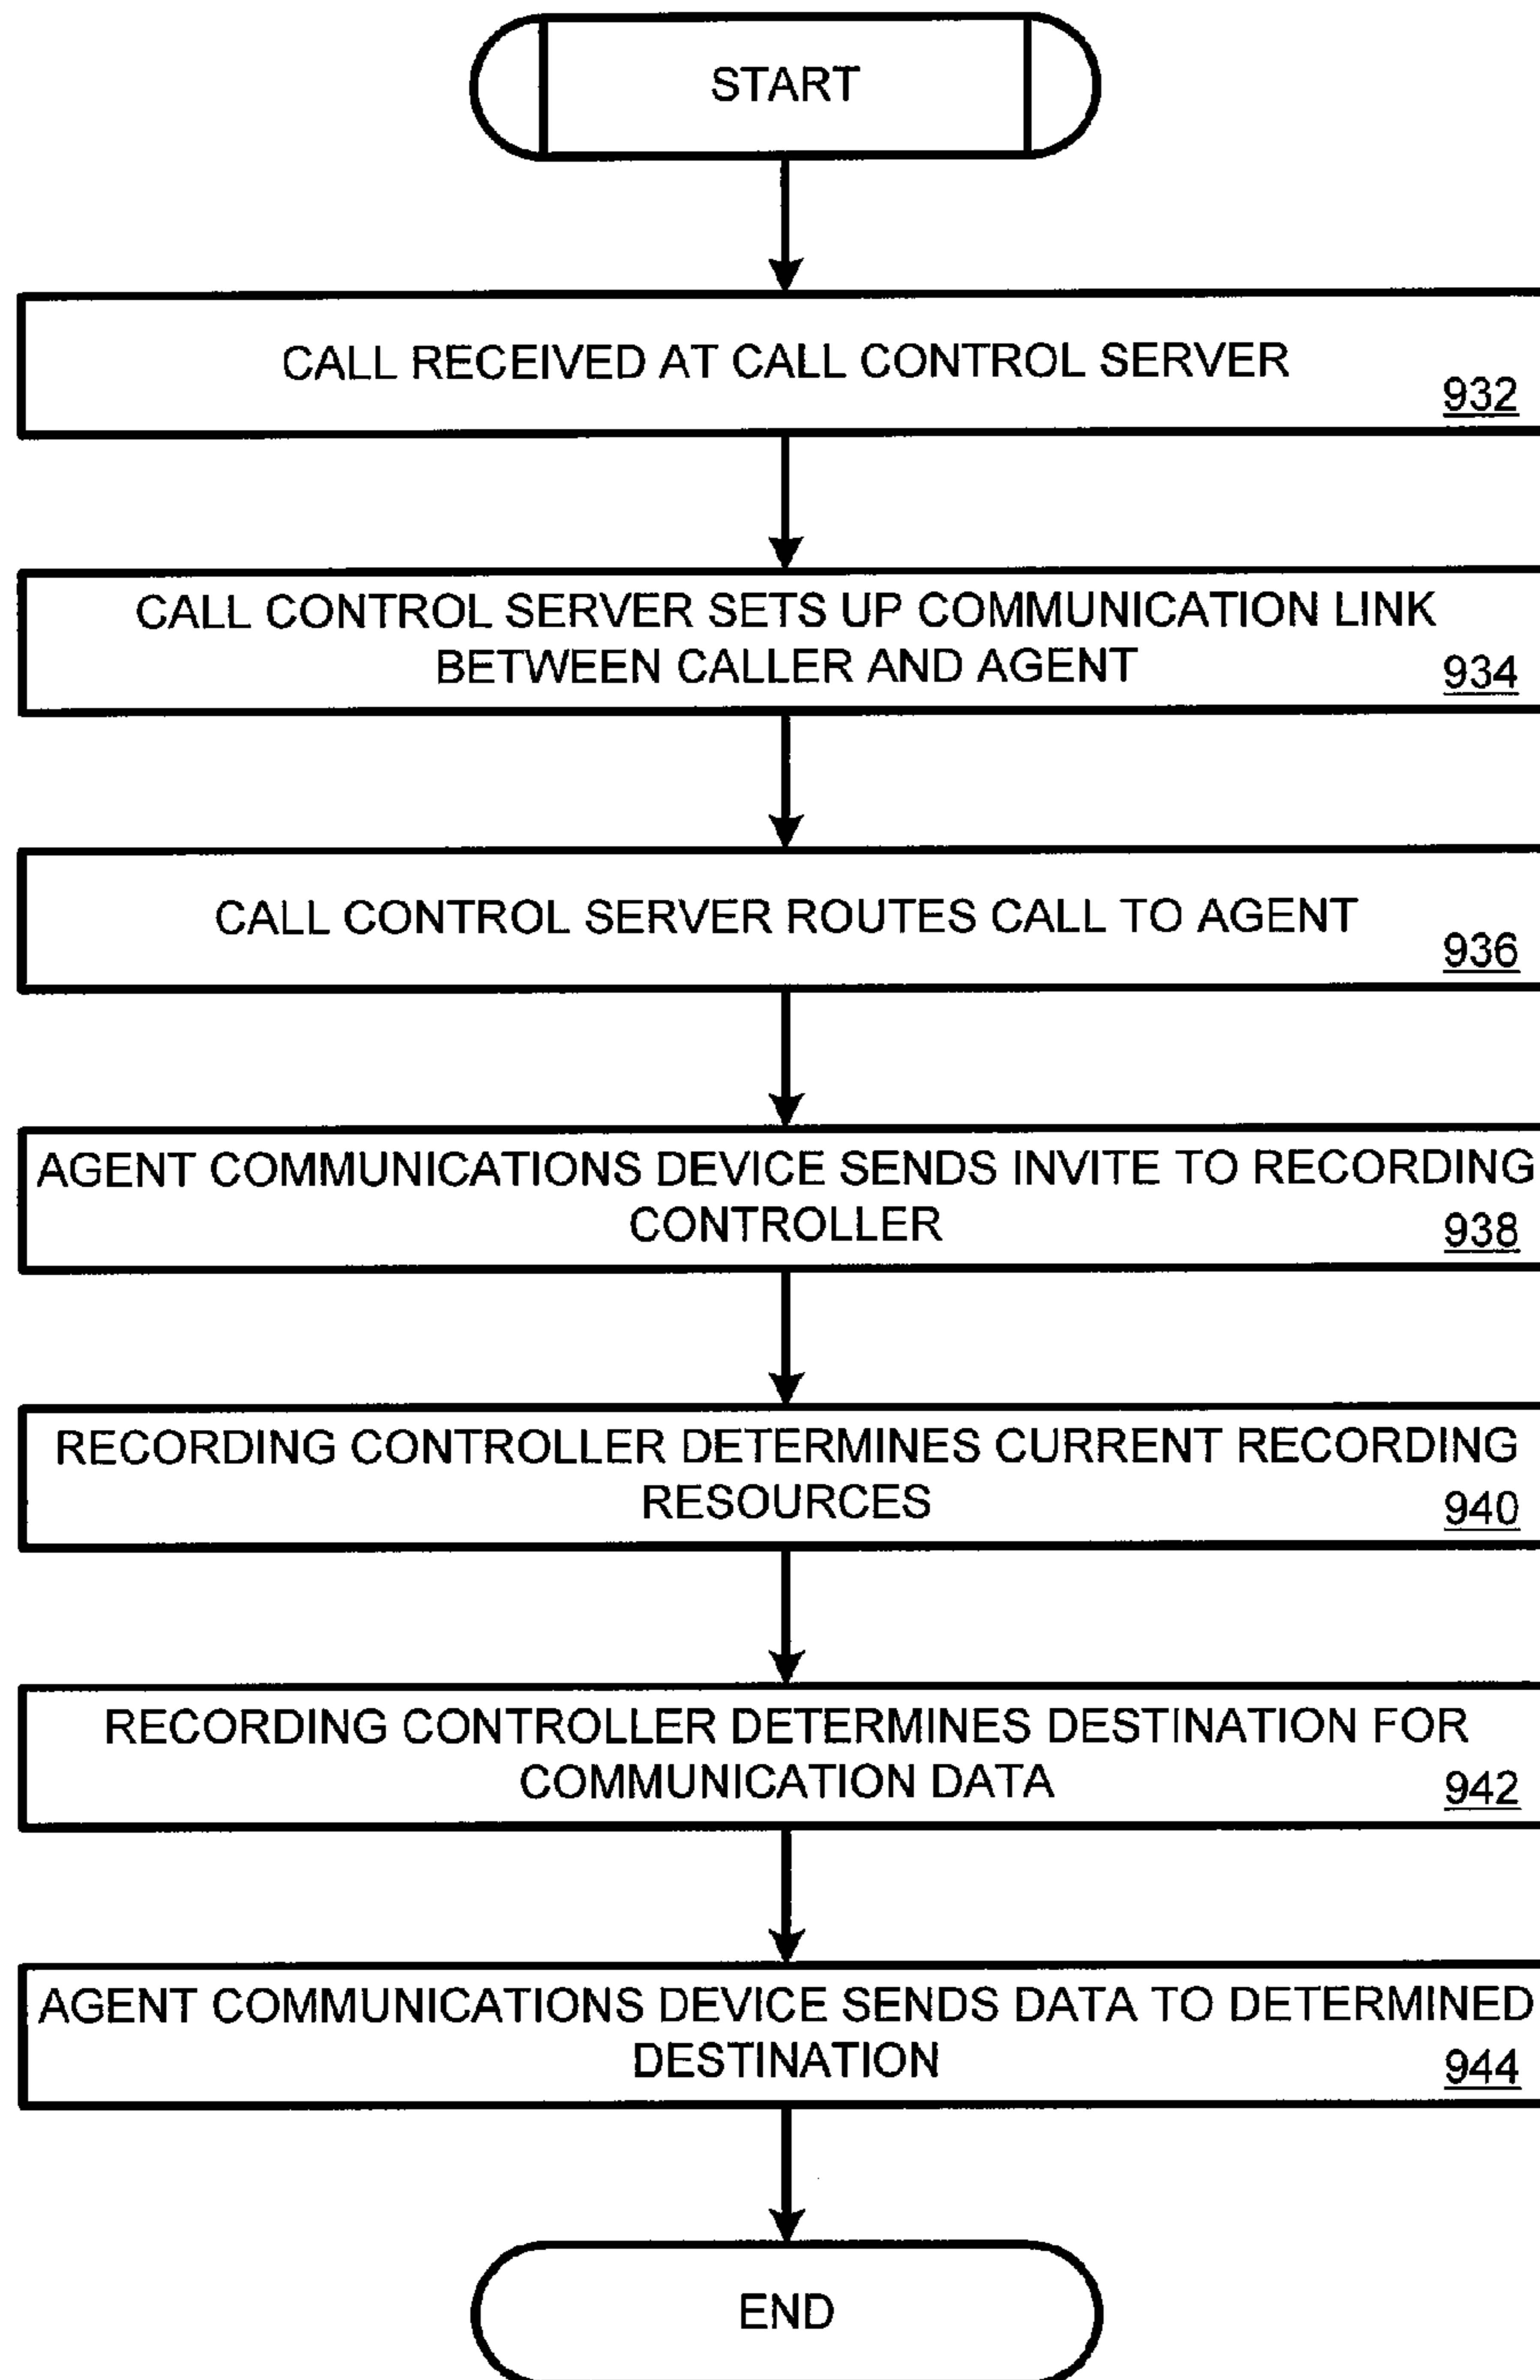 START
CALL RECEIVED AT CALL CONTROL SERVER
932
CALL CONTROL SERVER SETS UP COMMUNICATION LINK
BETWEEN CALLER AND AGENT
934
CALL CONTROL SERVER ROUTES CALL TO AGENT
936
AGENT COMMUNICATIONS DEVICE SENDS INVITE TO RECORDING
CONTROLLER
938
RECORDING CONTROLLER DETERMINES CURRENT RECORDING
RESOURCES
940
RECORDING CONTROLLER DETERMINES DESTINATION FOR
COMMUNICATION DATA
942
AGENT COMMUNICATIONS DEVICE SENDS DATA TO DETERMINED
DESTINATION
944
END